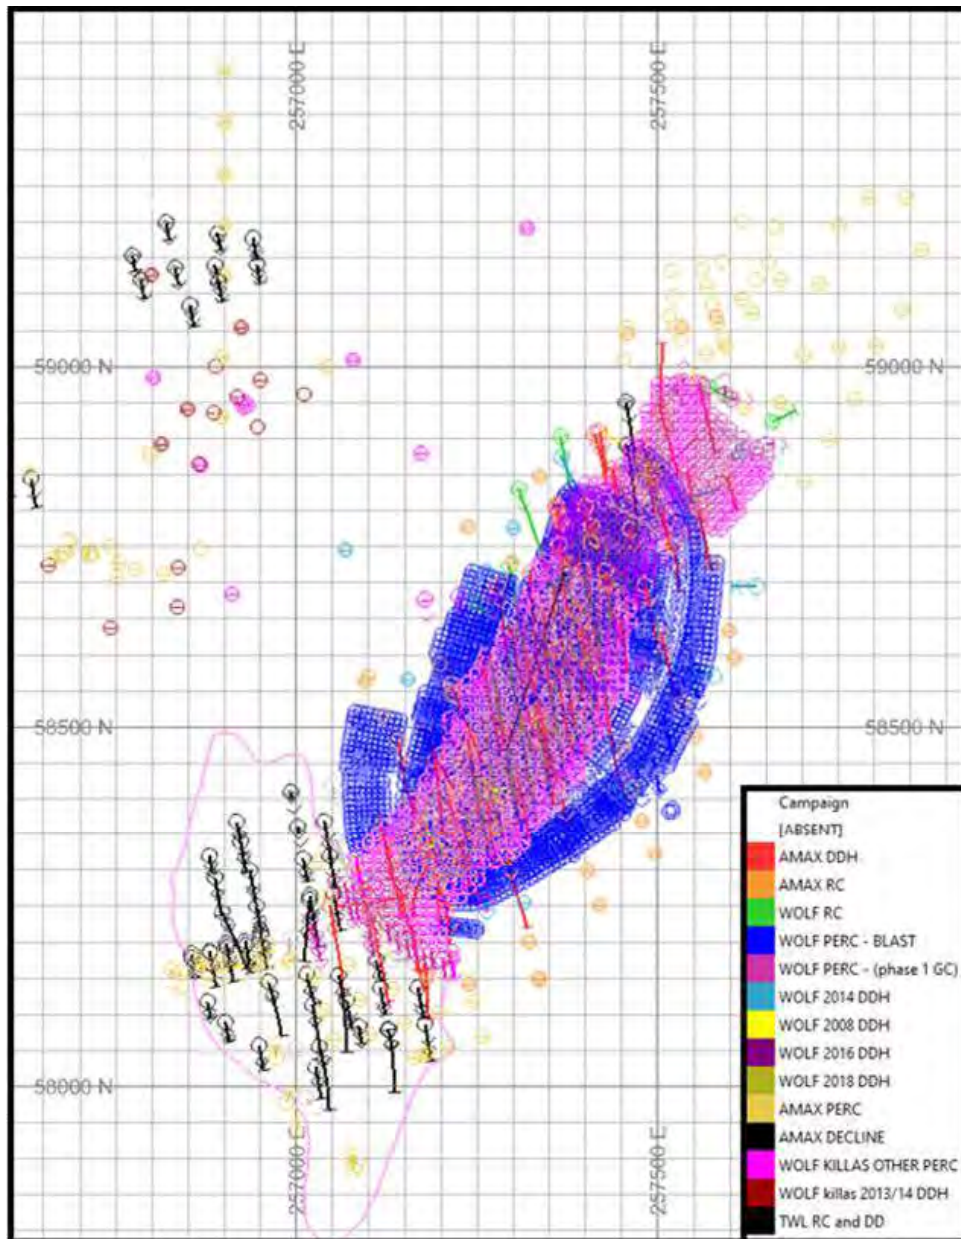 257000 E
257500 E
59000 N
59000 N
58500 N
58500 N
58000 N
257000 E
257500 E
Campaign
[ABSENT]
AMAX DDH
AMAX RC
WOLF RC
WOLF PERC - BLAST
WOLF PERC - (phase 1 GC)
WOLF 2014 DDH
WOLF 2008 DDH
WOLF 2016 DDH
WOLF 2018 DDH
AMAX PERC
AMAX DECLINE
WOLF KILLAS OTHER PERC
WOLF killas 2013/14 DDH
TWL RC and DD